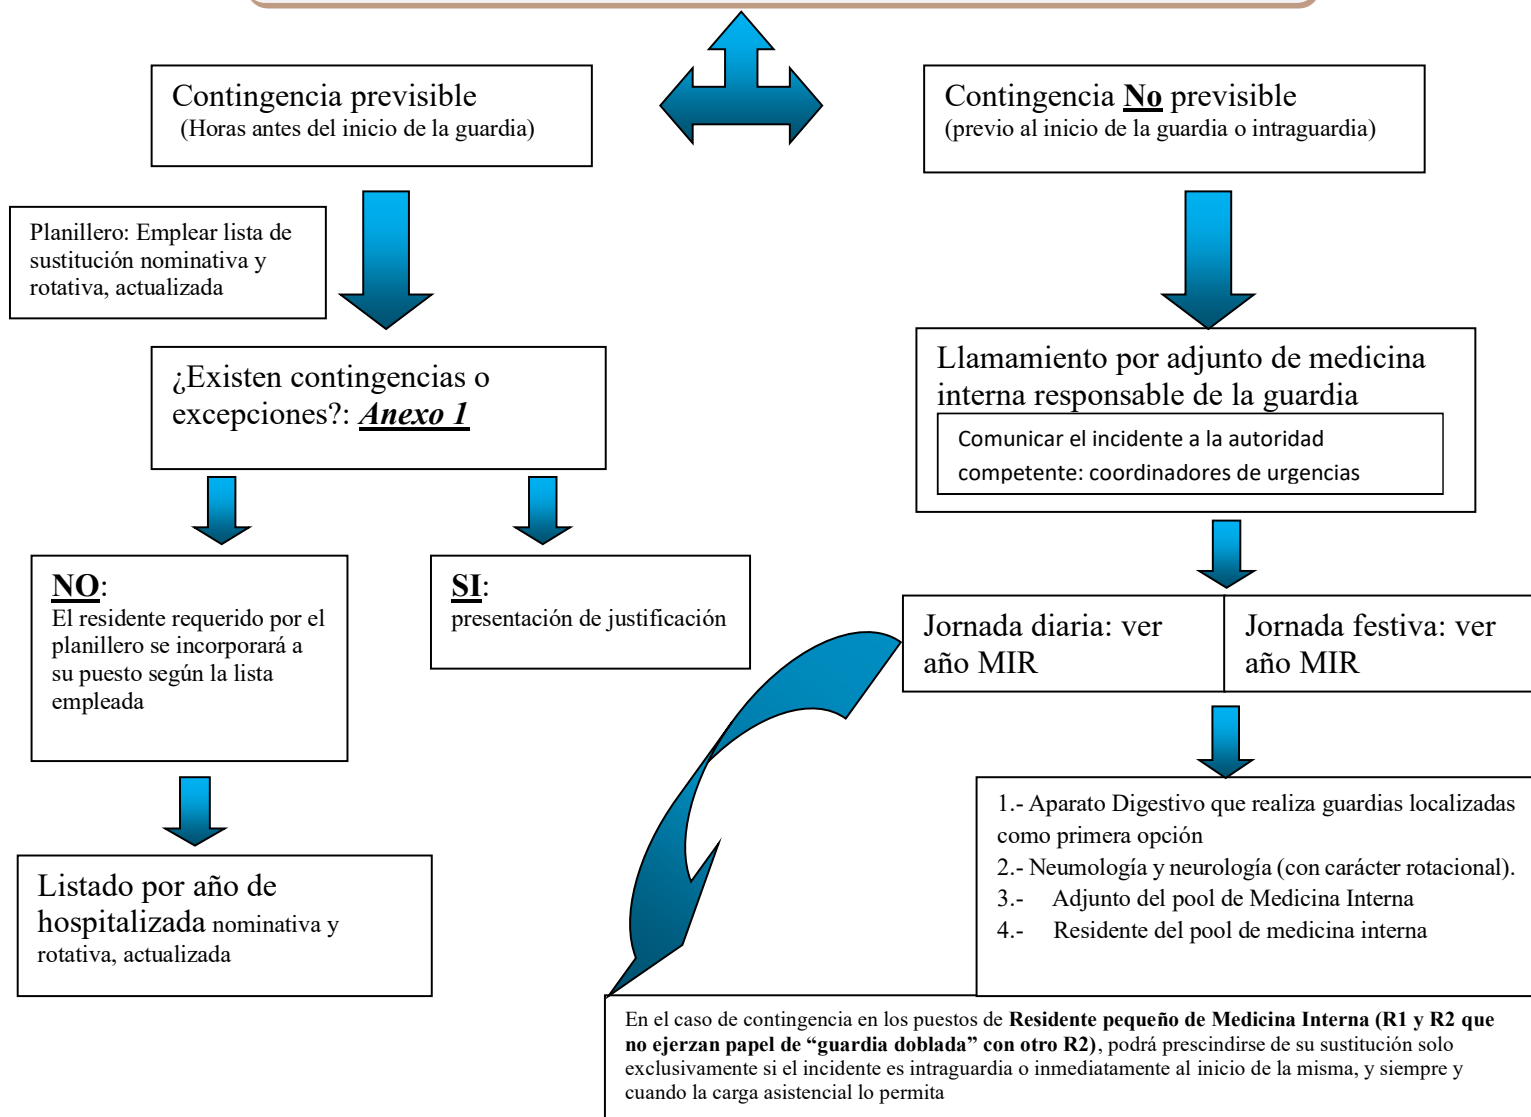 Contingencia previsible
(Horas antes del inicio de la guardia)
Contingencia No previsible
(previo al inicio de la guardia o intraguardia)
Planillero: Emplear lista de
sustitución nominativa y
rotativa, actualizada
¿Existen contingencias o
excepciones?: Anexo 1
Llamamiento por adjunto de medicina
interna responsable de la guardia
Comunicar el incidente a la autoridad
competente: coordinadores de urgencias
NO:
El residente requerido por el
planillero se incorporará a
su puesto según la lista
empleada
SI:
presentación de justificación
Jornada diaria: ver
año MIR
Jornada festiva: ver
año MIR
Listado por año de
hospitalizada nominativa y
rotativa, actualizada
1.- Aparato Digestivo que realiza guardias localizadas
como primera opción
2.- Neumología y neurología (con carácter rotacional).
3.- Adjunto del pool de Medicina Interna
4.- Residente del pool de medicina interna
En el caso de contingencia en los puestos de Residente pequeño de Medicina Interna (R1 y R2 que
no ejerzan papel de “guardia doblada” con otro R2), podrá prescindirse de su sustitución solo
exclusivamente si el incidente es intraguardia o inmediatamente al inicio de la misma, y siempre y
cuando la carga asistencial lo permita